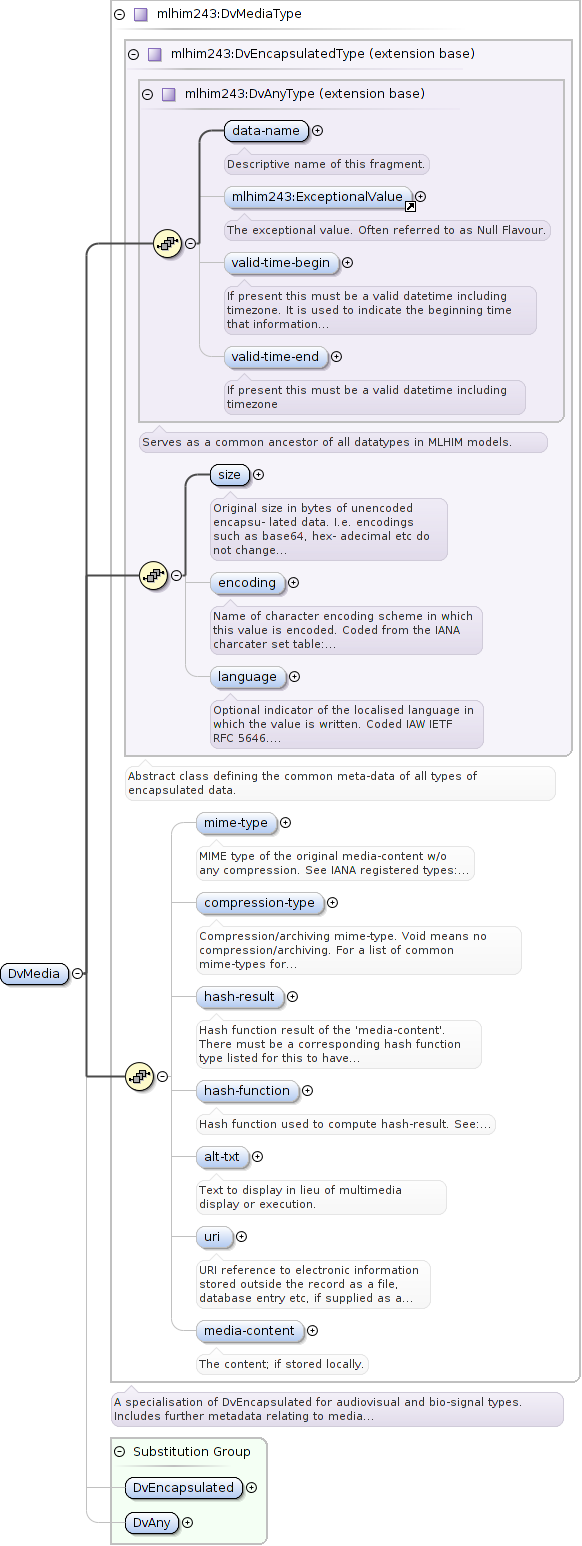 mlhim243:DvMediaType
mlhim243:DvEncapsulatedType (extension base)
mlhim243:DvAnyType (extension base)
data-name
Descriptive name of this fragment.
mlhim243:ExceptionalValue
The exceptional value. Often referred to as Null Flavour.
valid-time-begin
If present this must be a valid datetime including
timezone. It is used to indicate the beginning time
that information...
valid-time-end
If present this must be a valid datetime including
timezone
Serves as a common ancestor of all datatypes in MLHIM models.
size
Original size in bytes of unencoded
encapsu- lated data. I.e. encodings
such as base64, hex- adecimal etc do
not change...
encoding
Name of character encoding scheme in which
this value is encoded. Coded from the IANA
charcater set table:...
language
Optional indicator of the localised language in
which the value is written. Coded IAW IETF
RFC 5646....
Abstract class defining the common meta-data of all types of
encapsulated data.
mime-type
MIME type of the original media-content w/o
any compression. See IANA registered types:...
compression-type
Compression/archiving mime-type. Void means no
compression/archiving. For a list of common
mime-types for...
DvMedia
hash-result
Hash function result of the 'media-content'.
There must be a corresponding hash function
type listed for this to have...
hash-function
Hash function used to compute hash-result. See:...
alt-txt
Text to display in lieu of multimedia
display or execution.
uri
URI reference to electronic information
stored outside the record as a file,
database entry etc, if supplied as a...
media-content
The content; if stored locally.
A specialisation of DvEncapsulated for audiovisual and bio-signal types.
Includes further metadata relating to media...
Substitution Group
DvEncapsulated
DvAny